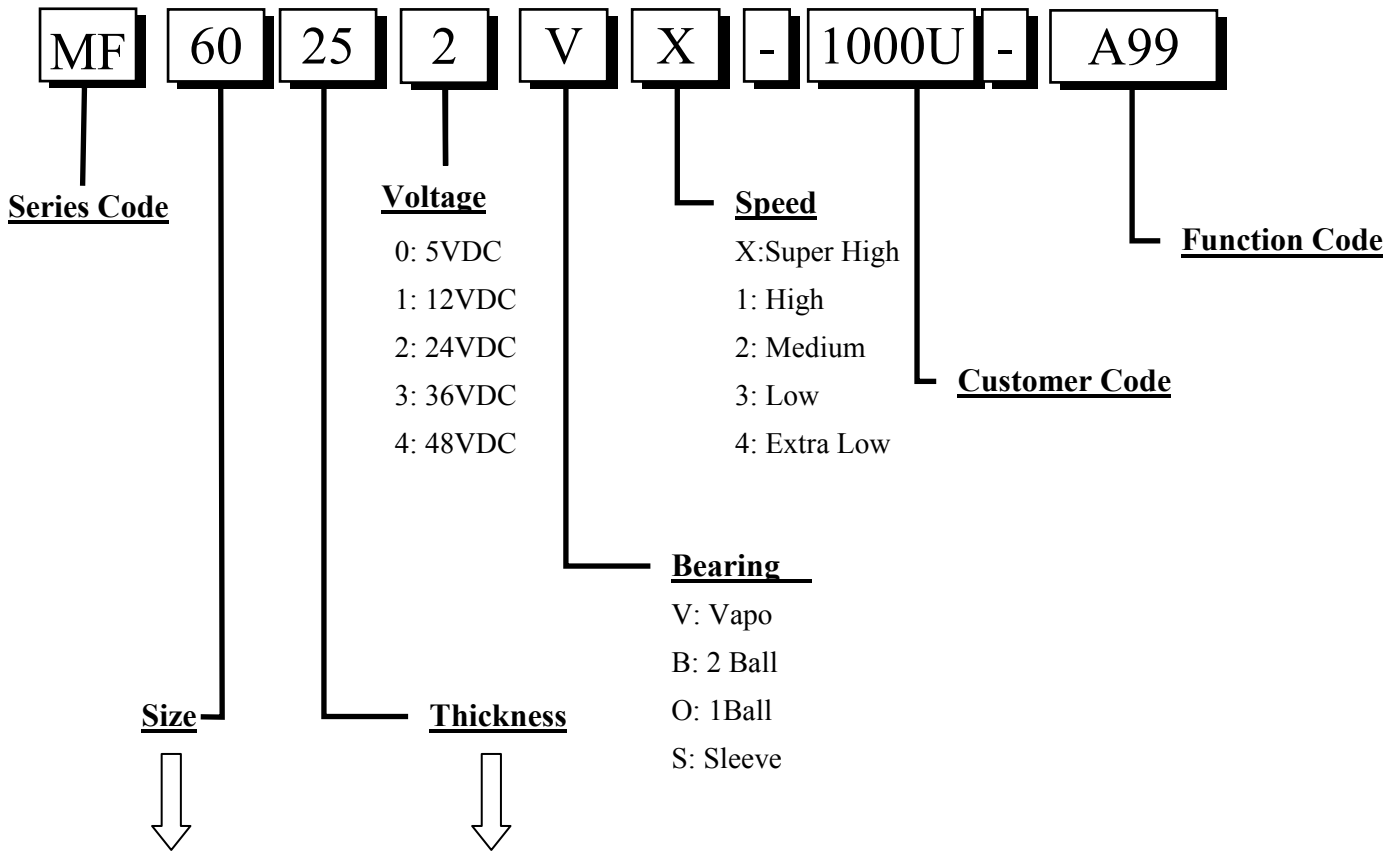 MF 60 25 2 V X - 1000U - A99
Series Code
Voltage
0: 5VDC
1: 12VDC
2: 24VDC
3: 36VDC
4: 48VDC
Speed
X:Super High
1: High
2: Medium
3: Low
4: Extra Low
Function Code
Customer Code
Bearing
V: Vapo
B: 2 Ball
O: 1Ball
S: Sleeve
Size
Thickness